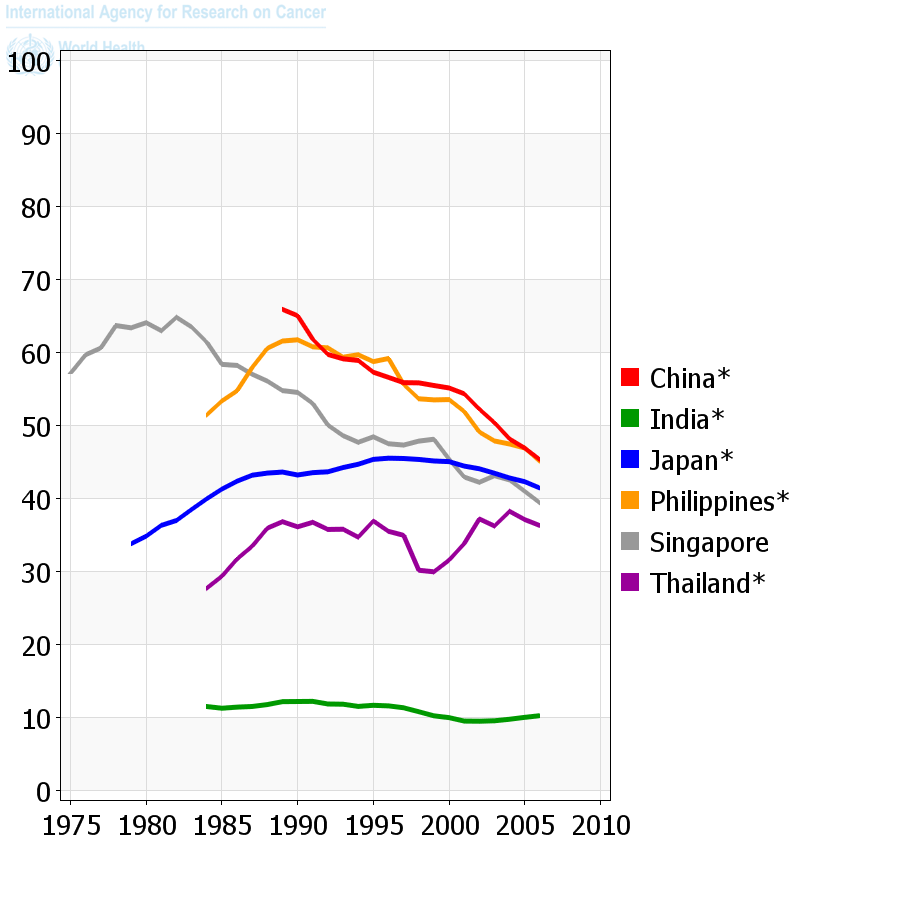 International Agency for Research on Cancer
World Health
100
90
80
70
60
50
40
30
20
10
0
1975 1980 1985 1990 1995 2000 2005 2010
China*
India*
Japan*
Philippines*
Singapore
Thailand*